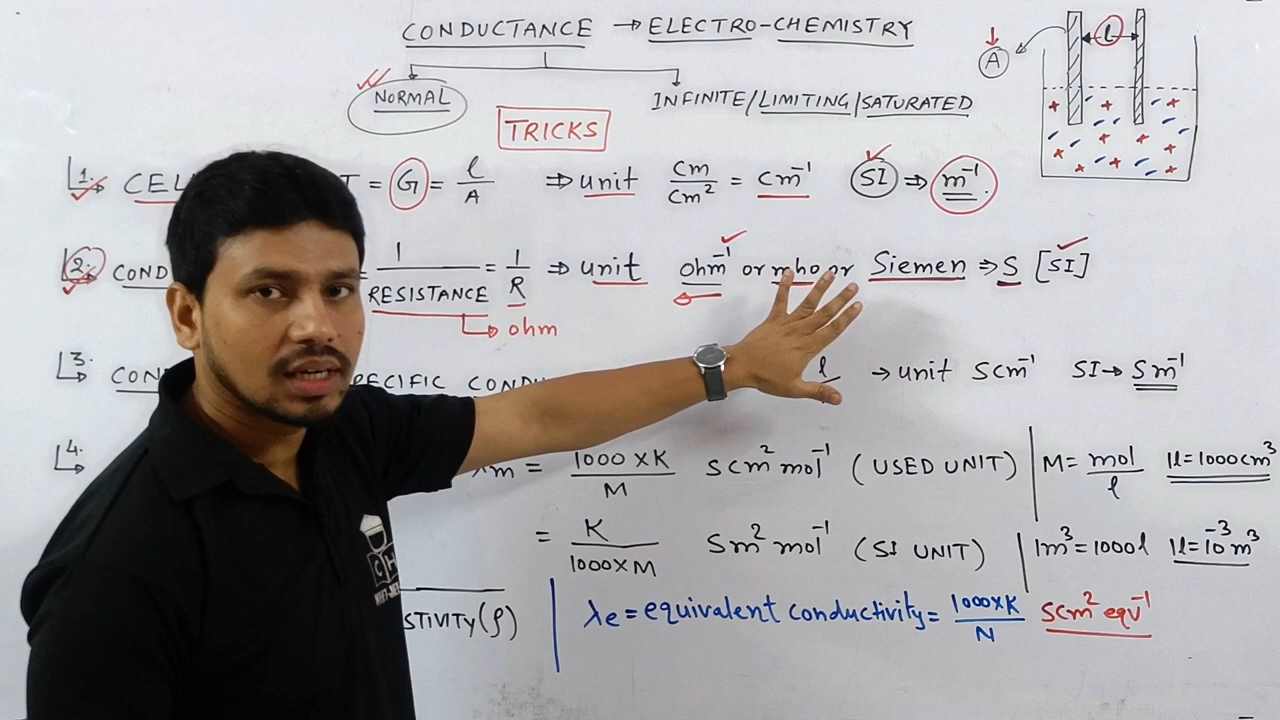 CONDUCTANCE → ELECTRO-CHEMISTRY
NORMAL
INFINITE/LIMITING/SATURATED
TRICKS
l
A
1. CEL T = G = l/A ⇒ unit cm/cm² = cm⁻¹ SI ⇒ m⁻¹.
2. COND = 1/RESISTANCE = 1/R ⇒ unit ohm⁻¹ or mho or Siemen ⇒ S [SI]
→ ohm
3. CON PECIFIC COND l → unit Scm⁻¹ SI → Sm⁻¹
4. λm = 1000×K/M Scm² mol⁻¹ (USED UNIT) | M = mol/l 1l=1000cm³
= K/1000×M Sm² mol⁻¹ (SI UNIT) | 1m³=1000l 1l=10⁻³m³
STIVITY(ρ) | λe = equivalent conductivity = 1000×K/N Scm² eqv⁻¹